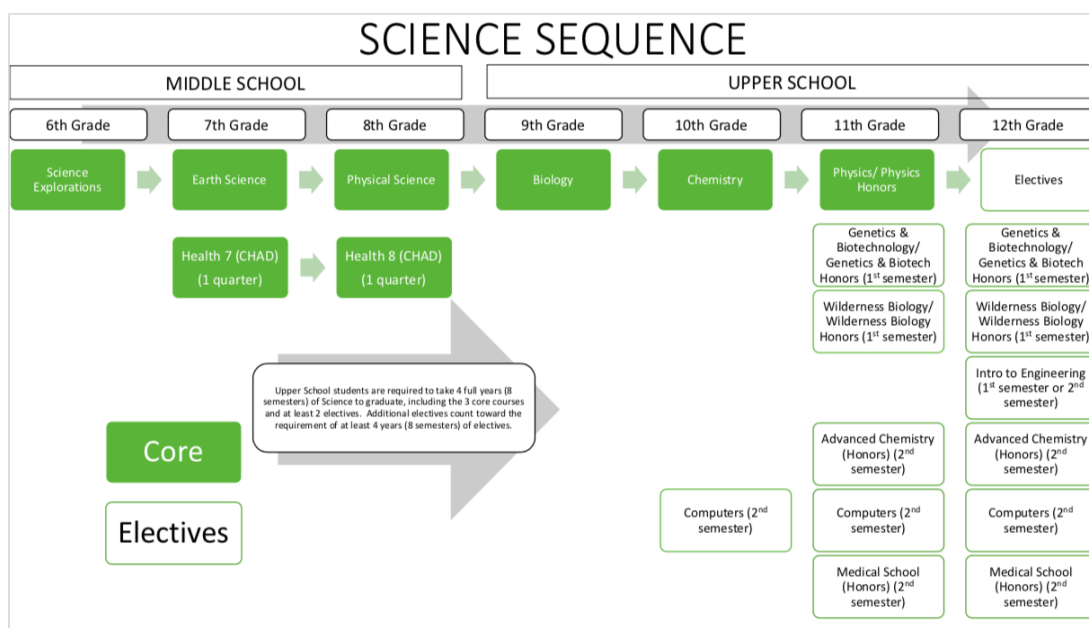 SCIENCE SEQUENCE
MIDDLE SCHOOL
UPPER SCHOOL
6th Grade
7th Grade
8th Grade
9th Grade
10th Grade
11th Grade
12th Grade
Science
Explorations
Earth Science
Physical Science
Biology
Chemistry
Physics/ Physics
Honors
Electives
Health 7 (CHAD)
(1 quarter)
Health 8 (CHAD)
(1 quarter)
Genetics &
Biotechnology/
Genetics & Biotech
Honors (1st semester)
Genetics &
Biotechnology/
Genetics & Biotech
Honors (1st semester)
Wilderness Biology/
Wilderness Biology
Honors (1st semester)
Wilderness Biology/
Wilderness Biology
Honors (1st semester)
Intro to Engineering
(1st semester or 2nd
semester)
Upper School students are required to take 4 full years (8
semesters) of Science to graduate, including the 3 core courses
and at least 2 electives. Additional electives count toward the
requirement of at least 4 years (8 semesters) of electives.
Core
Electives
Advanced Chemistry
(Honors) (2nd
semester)
Advanced Chemistry
(Honors) (2nd
semester)
Computers (2nd
semester)
Computers (2nd
semester)
Computers (2nd
semester)
Medical School
(Honors) (2nd
semester)
Medical School
(Honors) (2nd
semester)